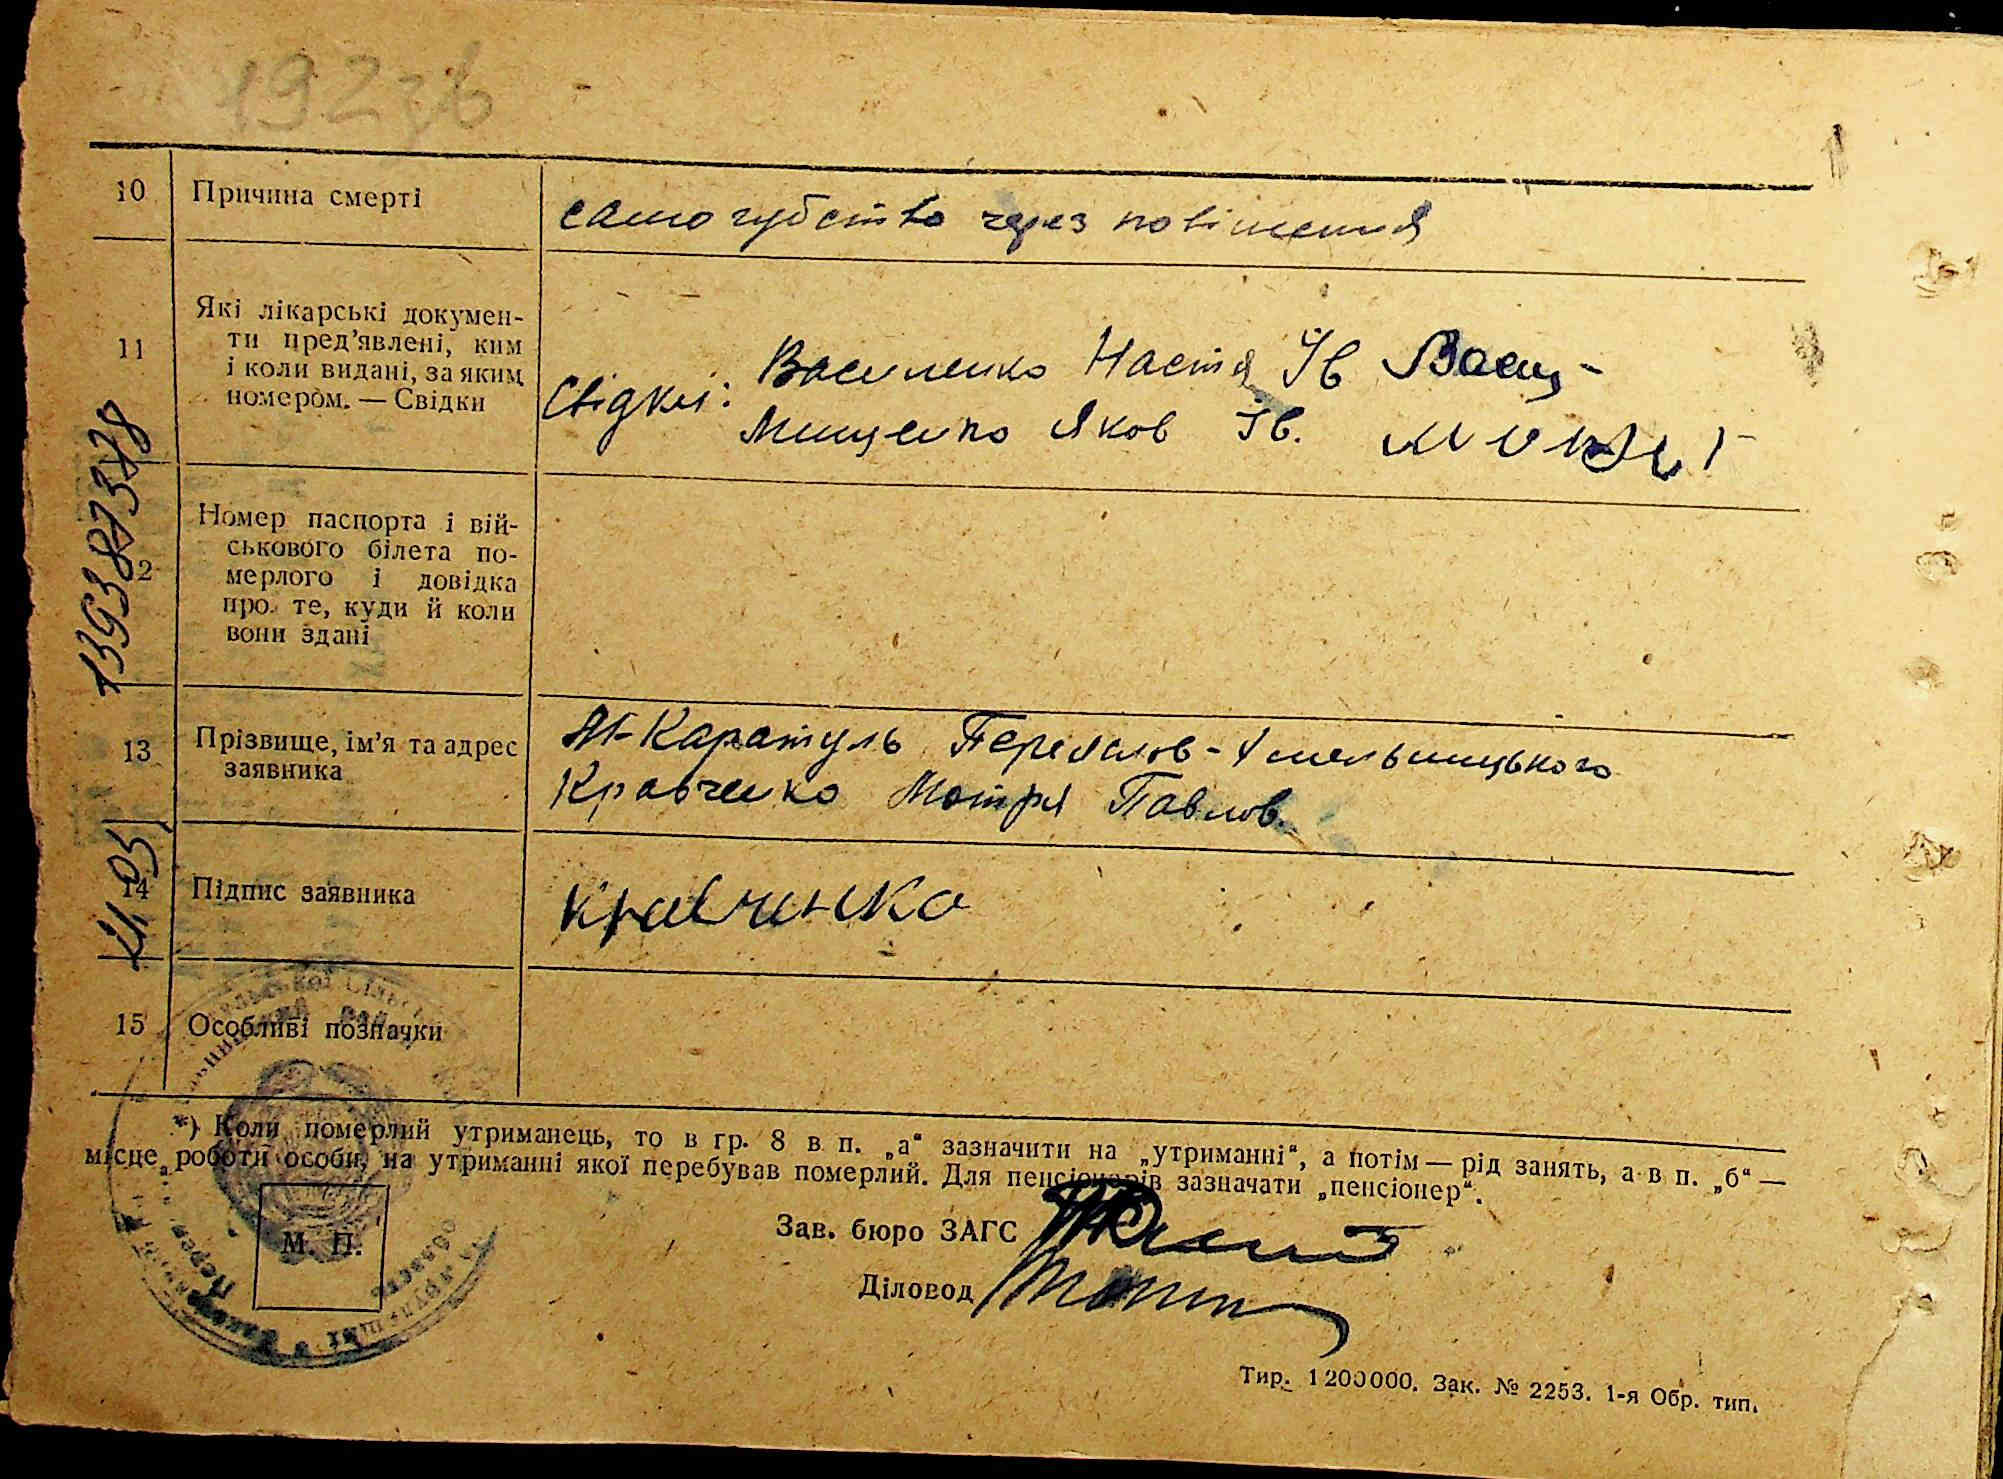 192зв
10 Причина смерті
самогубство через повішення
11 Які лікарські докумен-
ти пред'явлені, ким
і коли видані, за яким
номером. — Свідки
Свідки: Василенко Настя Ів
Мищенко Яков Ів.
Номер паспорта і вій-
ськового білета по-
2 мерлого і довідка
про те, куди й коли
вони здані
13 Прізвище, ім'я та адрес
заявника
Каратуль Переяслов-Хмельницького
Кравченко Мотря Павлов.
14 Підпис заявника
Кравченко
15 Особливі позначки
*) Коли померлий утриманець, то в гр. 8 в п. „а“ зазначити на „утриманні“, а потім — рід занять, а в п. „б“ —
місце роботи особи, на утриманні якої перебував померлий. Для пенсіонерів зазначати „пенсіонер“.
Зав. бюро ЗАГС
Діловод
М. П.
Тир. 1200000. Зак. № 2253. 1-я Обр. тип.